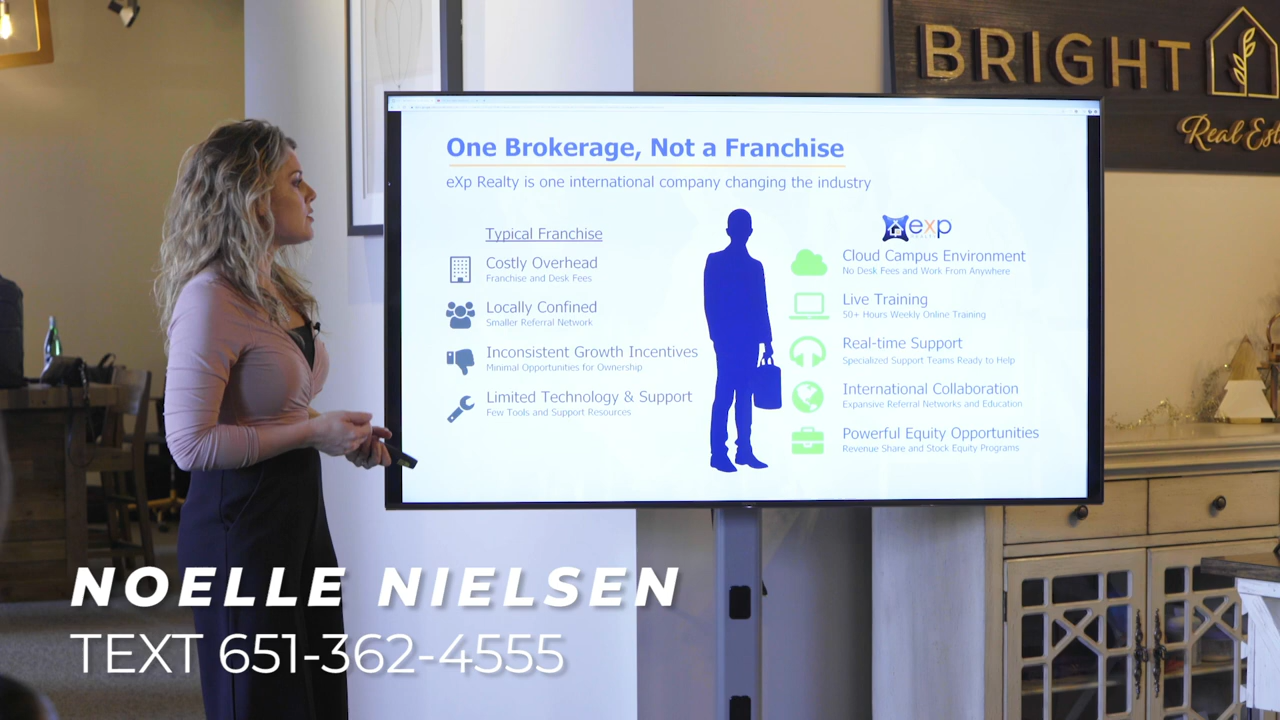 BRIGHT
Real Est
One Brokerage, Not a Franchise
eXp Realty is one international company changing the industry
Typical Franchise
Costly Overhead
Franchise and Desk Fees
Locally Confined
Smaller Referral Network
Inconsistent Growth Incentives
Minimal Opportunities for Ownership
Limited Technology & Support
Few Tools and Support Resources
exp
Cloud Campus Environment
No Desk Fees and Work From Anywhere
Live Training
50+ Hours Weekly Online Training
Real-time Support
Specialized Support Teams Ready to Help
International Collaboration
Expansive Referral Networks and Education
Powerful Equity Opportunities
Revenue Share and Stock Equity Programs
NOELLE NIELSEN
TEXT 651-362-4555